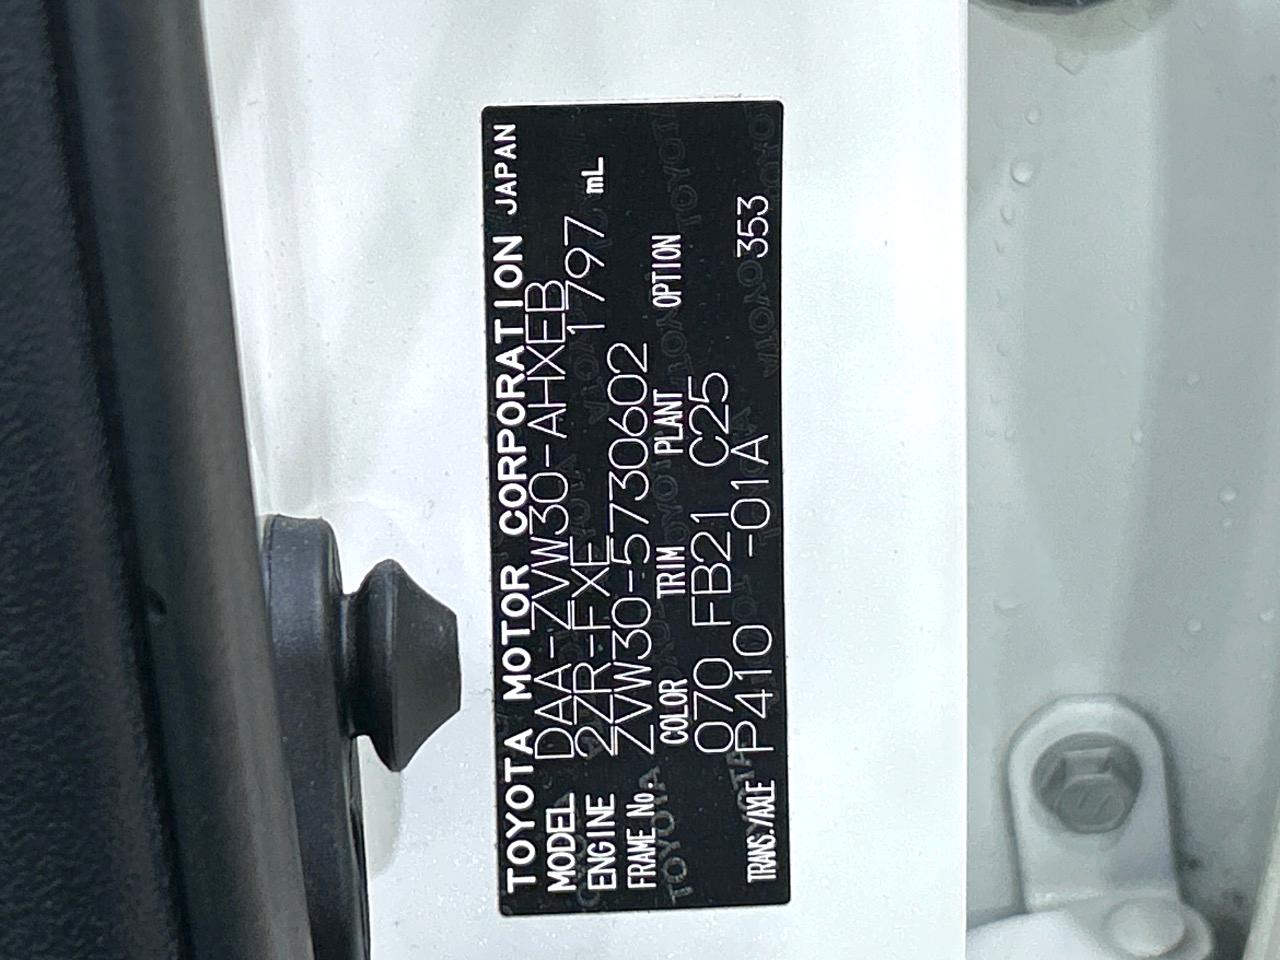 TOYOTA MOTOR CORPORATION JAPAN
MODEL DAA-ZVW30-AHXEB
ENGINE 2ZR-FXE 1797 mL
FRAME No. ZVW30-5730602
COLOR TRIM PLANT OPTION
070 FB21 C25
TRANS./AXLE P410 -01A 353